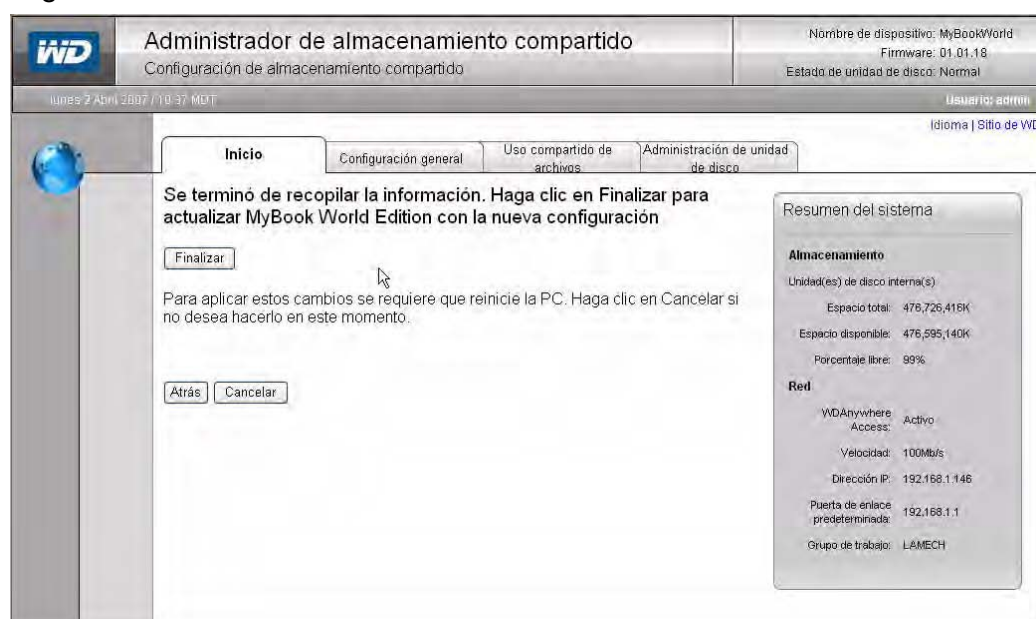 WD
Administrador de almacenamiento compartido
Configuración de almacenamiento compartido
Nombre de dispositivo: MyBookWorld
Firmware: 01.01.18
Estado de unidad de disco: Normal
lunes 2 Abril 2007 / 10:37 MDT
Usuario: admin
Idioma | Sitio de WD
Inicio
Configuración general
Uso compartido de archivos
Administración de unidad de disco
Se terminó de recopilar la información. Haga clic en Finalizar para
actualizar MyBook World Edition con la nueva configuración
Finalizar
Para aplicar estos cambios se requiere que reinicie la PC. Haga clic en Cancelar si
no desea hacerlo en este momento.
Atrás Cancelar
Resumen del sistema
Almacenamiento
Unidad(es) de disco interna(s)
Espacio total: 476,726,416K
Espacio disponible: 476,595,140K
Porcentaje libre: 99%
Red
WDAnywhere
Access: Activo
Velocidad: 100Mb/s
Dirección IP: 192.168.1.146
Puerta de enlace
predeterminada: 192.168.1.1
Grupo de trabajo: LAMECH